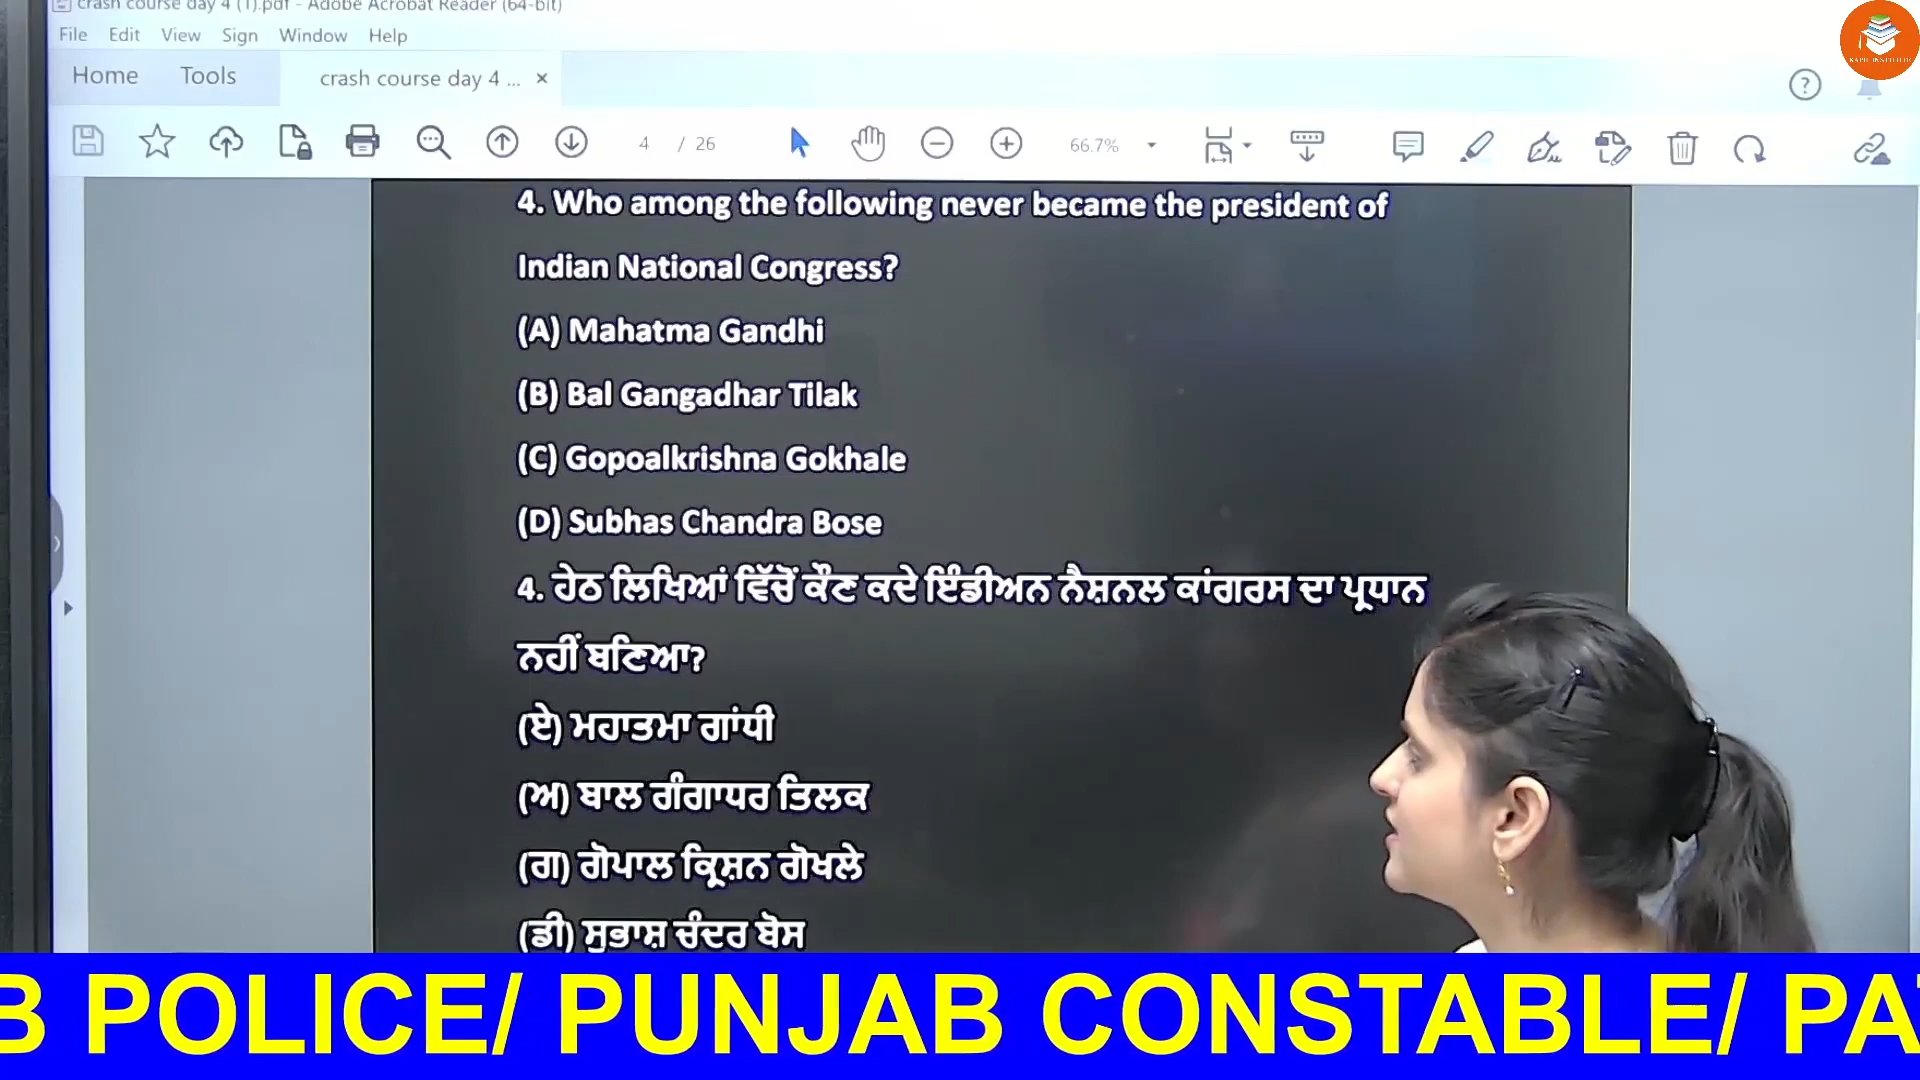 crash course day 4 (1).pdf - Adobe Acrobat Reader (64-bit)
File Edit View Sign Window Help
Home Tools crash course day 4 ...
4 / 26 66.7%
4. Who among the following never became the president of
Indian National Congress?
(A) Mahatma Gandhi
(B) Bal Gangadhar Tilak
(C) Gopoalkrishna Gokhale
(D) Subhas Chandra Bose
4. ਹੇਠ ਲਿਖਿਆਂ ਵਿੱਚੋਂ ਕੌਣ ਕਦੇ ਇੰਡੀਅਨ ਨੈਸ਼ਨਲ ਕਾਂਗਰਸ ਦਾ ਪ੍ਰਧਾਨ
ਨਹੀਂ ਬਣਿਆ?
(ਏ) ਮਹਾਤਮਾ ਗਾਂਧੀ
(ਅ) ਬਾਲ ਗੰਗਾਧਰ ਤਿਲਕ
(ਗ) ਗੋਪਾਲ ਕ੍ਰਿਸ਼ਨ ਗੋਖਲੇ
(ਡੀ) ਸੁਭਾਸ਼ ਚੰਦਰ ਬੋਸ
B POLICE/ PUNJAB CONSTABLE/ PA